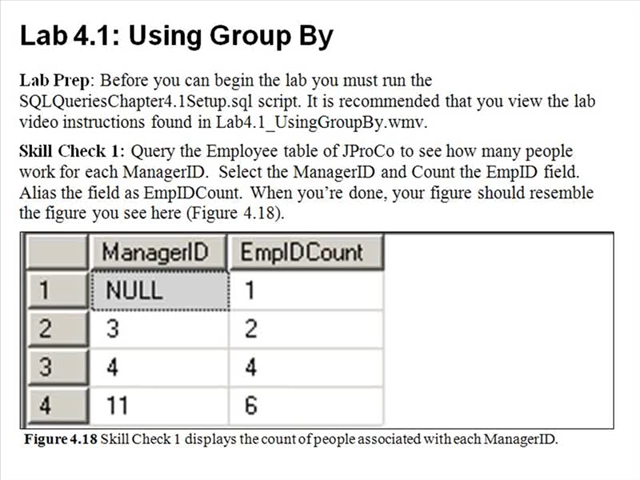 Lab 4.1: Using Group By
Lab Prep: Before you can begin the lab you must run the
SQLQueriesChapter4.1Setup.sql script. It is recommended that you view the lab
video instructions found in Lab4.1_UsingGroupBy.wmv.
Skill Check 1: Query the Employee table of JProCo to see how many people
work for each ManagerID. Select the ManagerID and Count the EmpID field.
Alias the field as EmpIDCount. When you're done, your figure should resemble
the figure you see here (Figure 4.18).
ManagerID EmpIDCount
1 NULL 1
2 3 2
3 4 4
4 11 6
Figure 4.18 Skill Check 1 displays the count of people associated with each ManagerID.